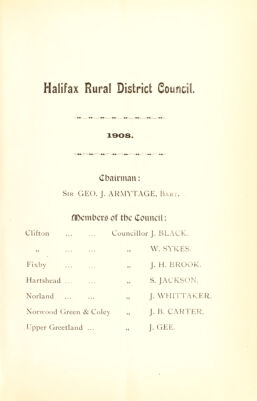 Halifax Rural District Council.
1908.
Chairman:
Sir GEO. J. ARMYTAGE, Bart.
Members of the Council:
Clifton ... ... Councillor J. BLACK.
„ ... ... „ W. SYKES.
Fixby ... ... „ J. H. BROOK.
Hartshead ... ... „ S. JACKSON.
Norland ... ... „ J. WHITTAKER.
Norwood Green & Coley „ J. B. CARTER.
Upper Greetland ... „ J. GEE.